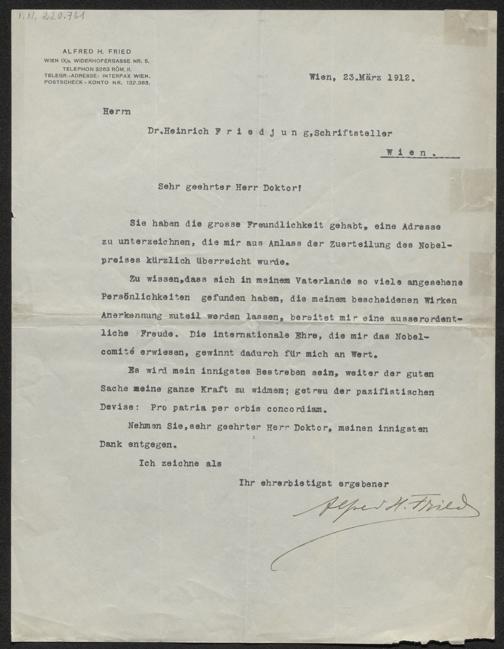 I.N. 220.761
ALFRED H. FRIED
WIEN IX/2, WIDERHOFERGASSE NR. 5.
TELEPHON 5263 RÖM. II.
TELEGR.-ADRESSE: INTERPAX WIEN.
POSTSCHECK-KONTO NR. 132.383.
Wien, 23.März 1912.
Herrn
Dr.Heinrich F r i e d j u n g,Schriftsteller
W i e n .
Sehr geehrter Herr Doktor!
Sie haben die grosse Freundlichkeit gehabt, eine Adresse
zu unterzeichnen, die mir aus Anlass der Zuerteilung des Nobel-
preises kürzlich überreicht wurde.
Zu wissen,dass sich in meinem Vaterlande so viele angesehene
Persönlichkeiten gefunden haben, die meinem bescheidenen Wirken
Anerkennung zuteil werden lassen, bereitet mir eine ausserordent-
liche Freude. Die internationale Ehre, die mir das Nobel-
comité erwiesen, gewinnt dadurch für mich an Wert.
Es wird mein innigstes Bestreben sein, weiter der guten
Sache meine ganze Kraft zu widmen; getreu der pazifistischen
Devise: Pro patria per orbis concordiam.
Nehmen Sie,sehr geehrter Herr Doktor, meinen innigsten
Dank entgegen.
Ich zeichne als
Ihr ehrerbietigst ergebener
Alfred H. Fried